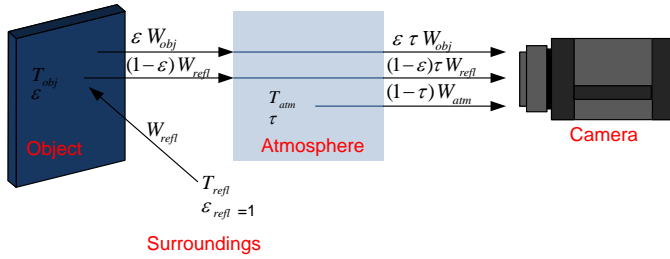 ε W_obj
ε τ W_obj
(1-ε) W_refl
(1-ε)τ W_refl
T_obj
ε
T_atm
τ
(1-τ) W_atm
W_refl
Object
Atmosphere
Camera
T_refl
ε_refl =1
Surroundings